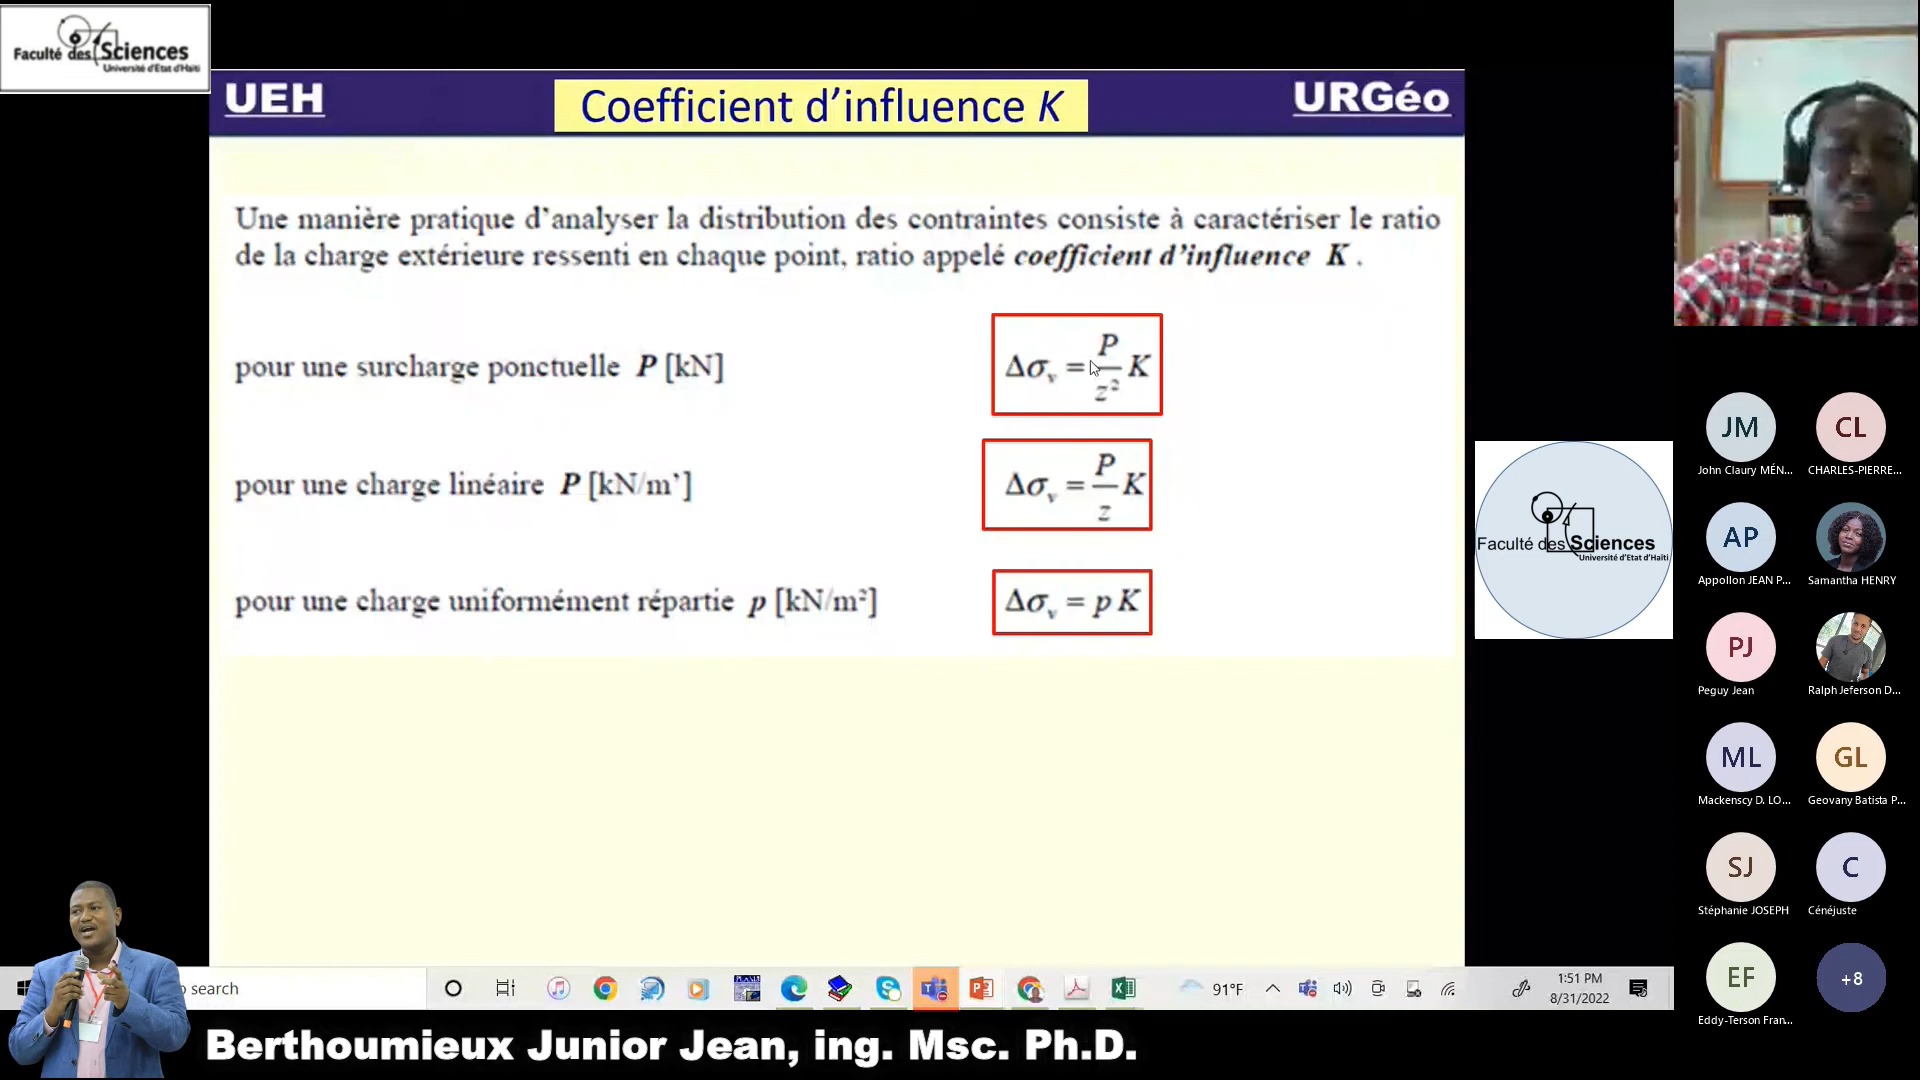 Faculté des Sciences
Université d'Etat d'Haïti
UEH
Coefficient d’influence K
URGéo
Une manière pratique d’analyser la distribution des contraintes consiste à caractériser le ratio
de la charge extérieure ressenti en chaque point, ratio appelé coefficient d’influence K .
pour une surcharge ponctuelle P [kN]
Δσᵥ = P/z² K
pour une charge linéaire P [kN/m’]
Δσᵥ = P/z K
pour une charge uniformément répartie p [kN/m²]
Δσᵥ = p K
Faculté des Sciences
Université d'Etat d'Haïti
JM
John Claury MÉN...
CL
CHARLES-PIERRE...
AP
Appollon JEAN P...
Samantha HENRY
PJ
Peguy Jean
Ralph Jeferson D...
ML
Mackenscy D. LO...
GL
Geovany Batista P...
SJ
Stéphanie JOSEPH
C
Cénéjuste
EF
Eddy-Terson Fran...
+8
o search
91°F
1:51 PM
8/31/2022
Berthoumieux Junior Jean, ing. Msc. Ph.D.